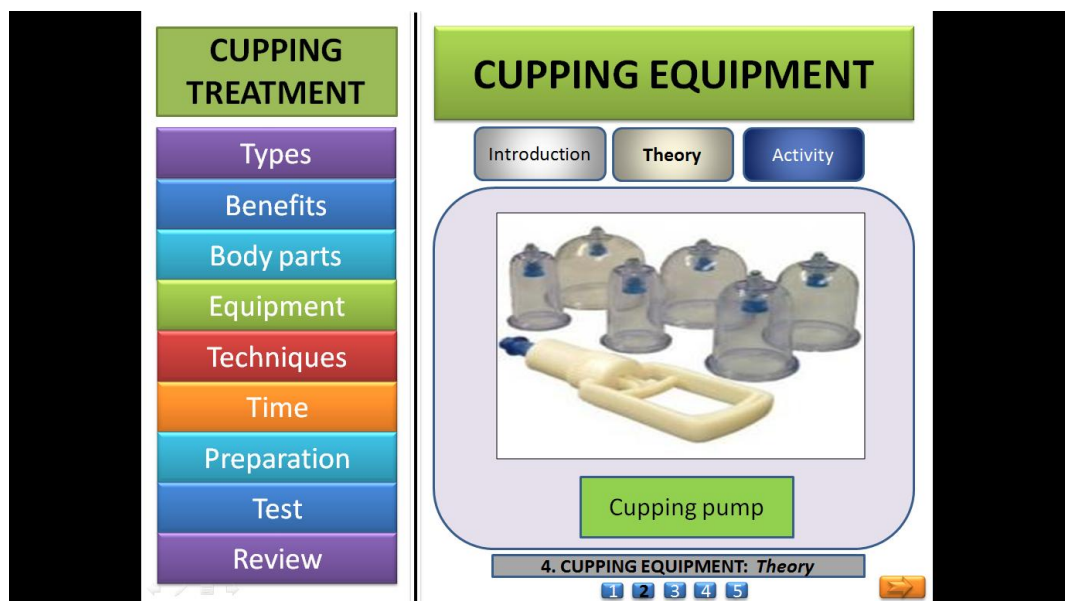 CUPPING
TREATMENT
Types
Benefits
Body parts
Equipment
Techniques
Time
Preparation
Test
Review
CUPPING EQUIPMENT
Introduction
Theory
Activity
Cupping pump
4. CUPPING EQUIPMENT: Theory
1 2 3 4 5